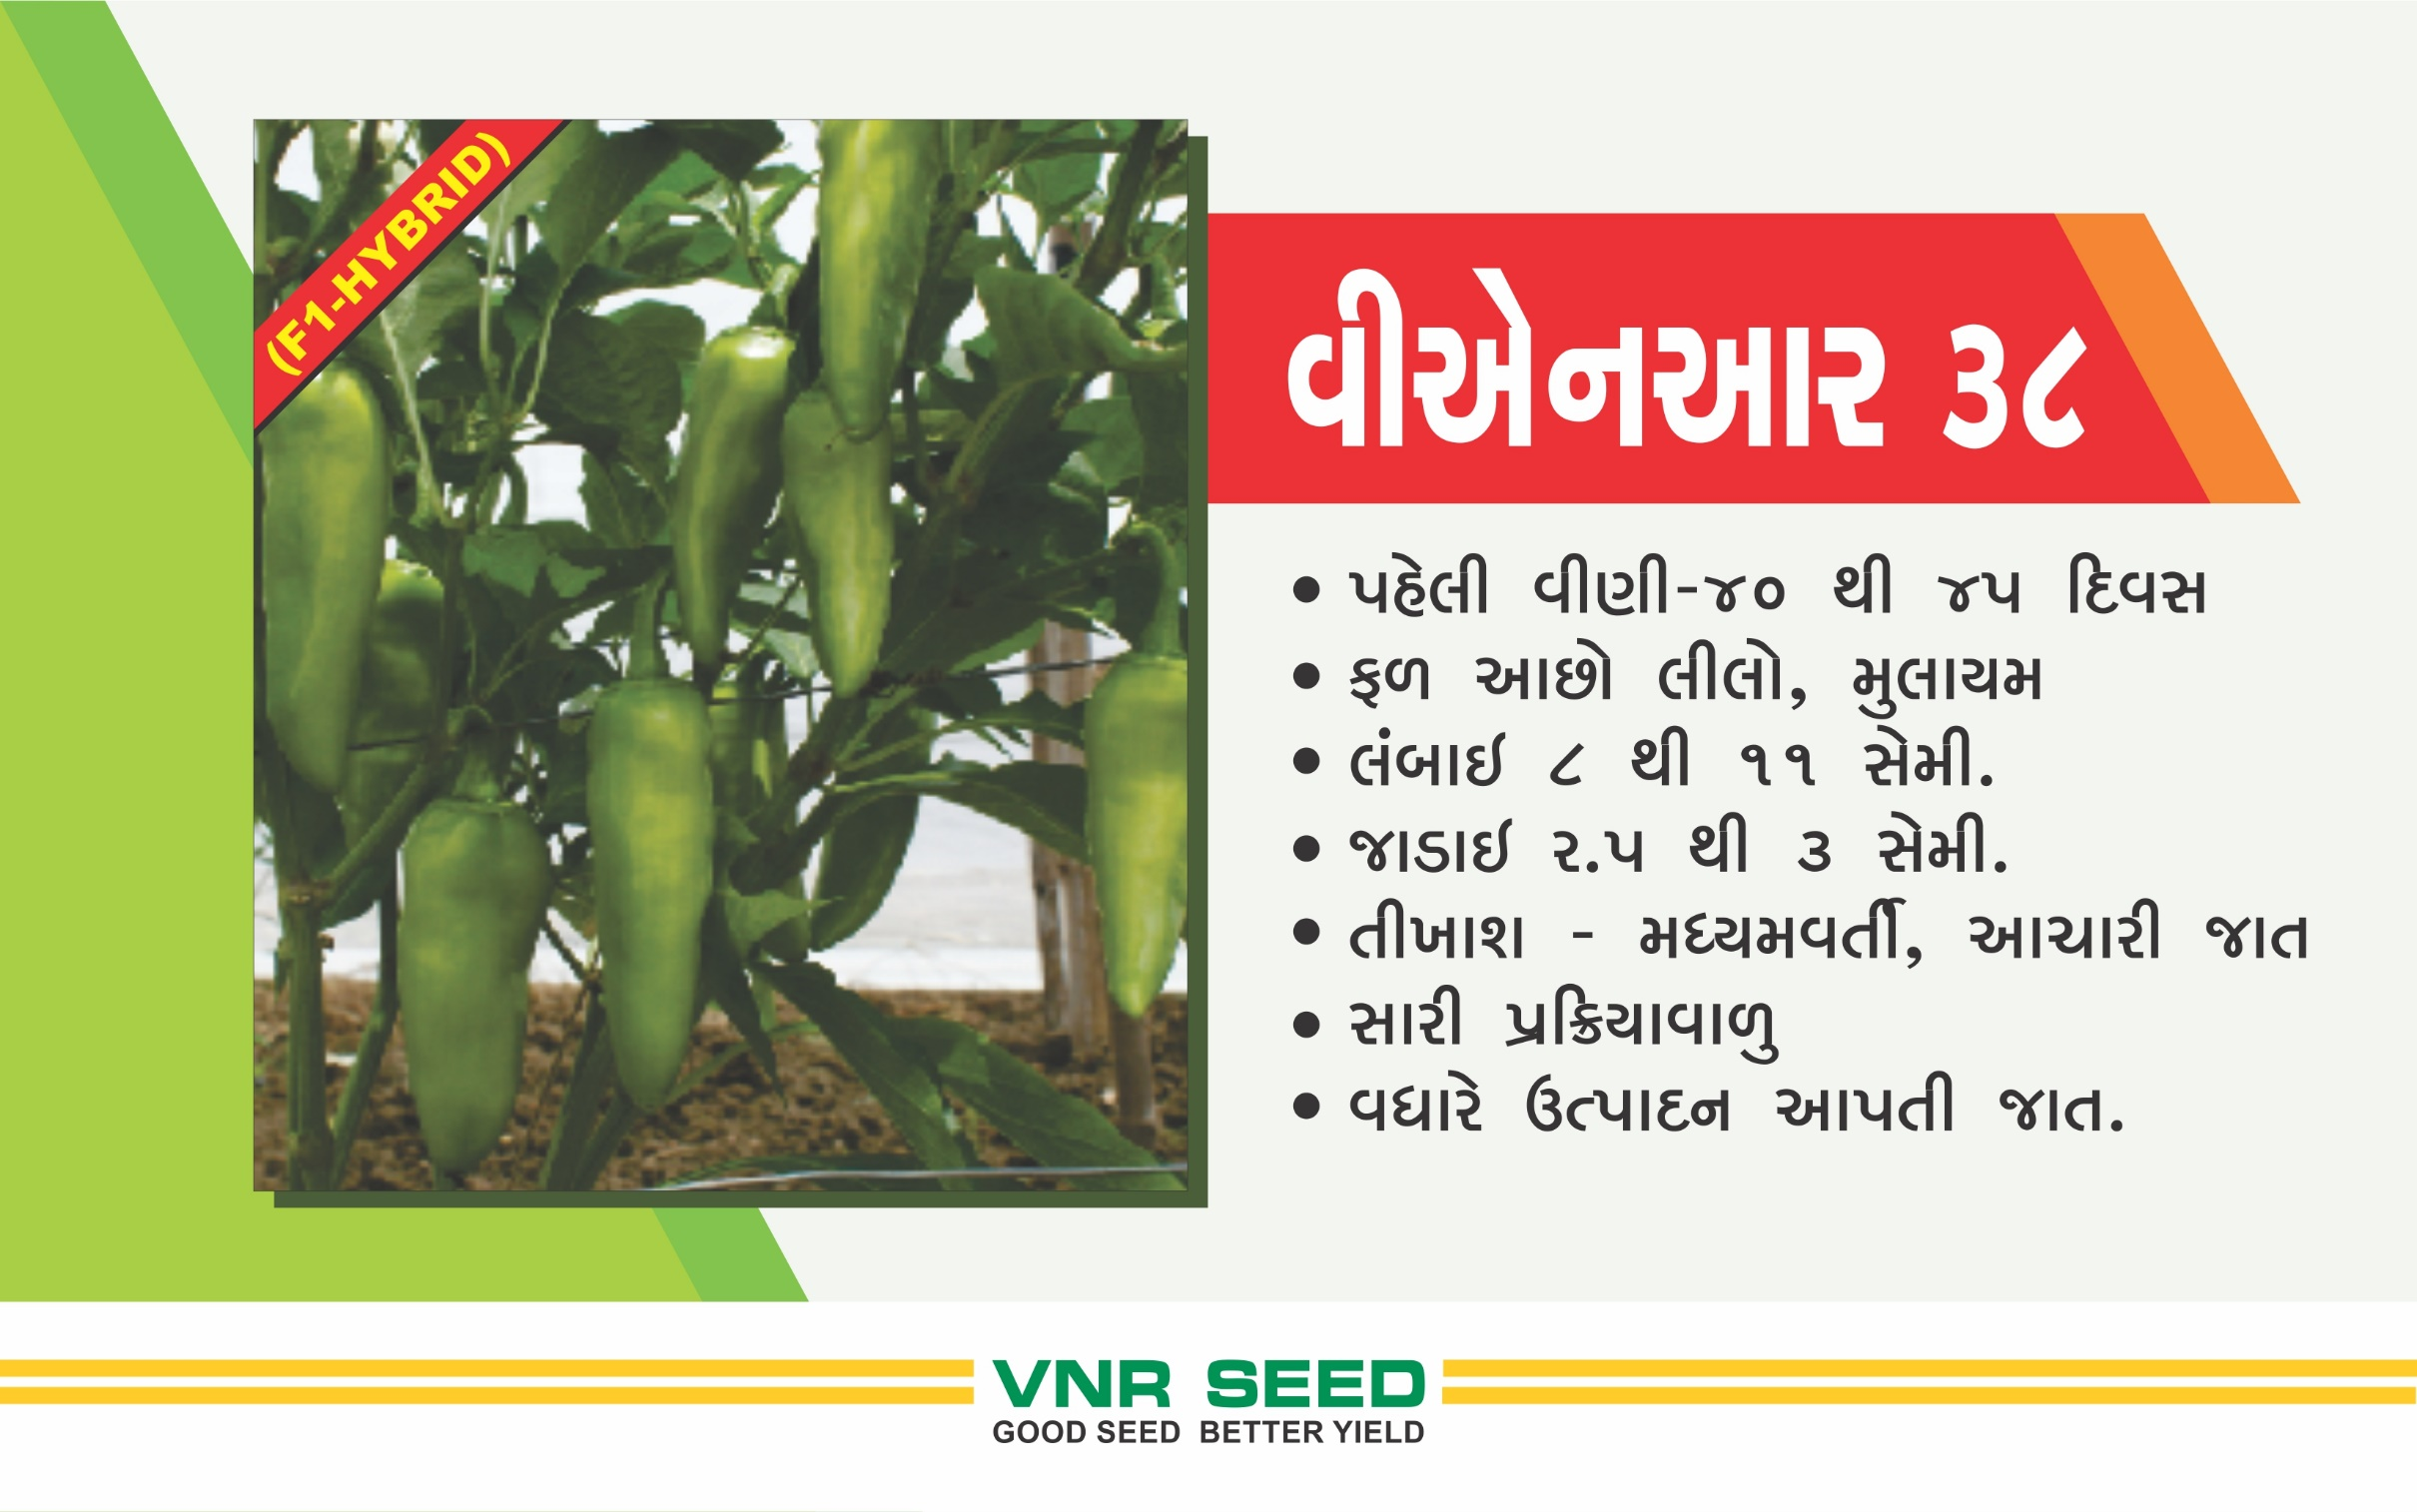 (F1-HYBRID)
વીએનઆર ૩૮
• પહેલી વીણી-૪૦ થી ૪૫ દિવસ
• ફળ આછો લીલો, મુલાયમ
• લંબાઈ ૮ થી ૧૧ સેમી.
• જાડાઈ ૨.૫ થી ૩ સેમી.
• તીખાશ - મધ્યમવર્તી, આચારી જાત
• સારી પ્રક્રિયાવાળુ
• વધારે ઉત્પાદન આપતી જાત.
VNR SEED
GOOD SEED BETTER YIELD